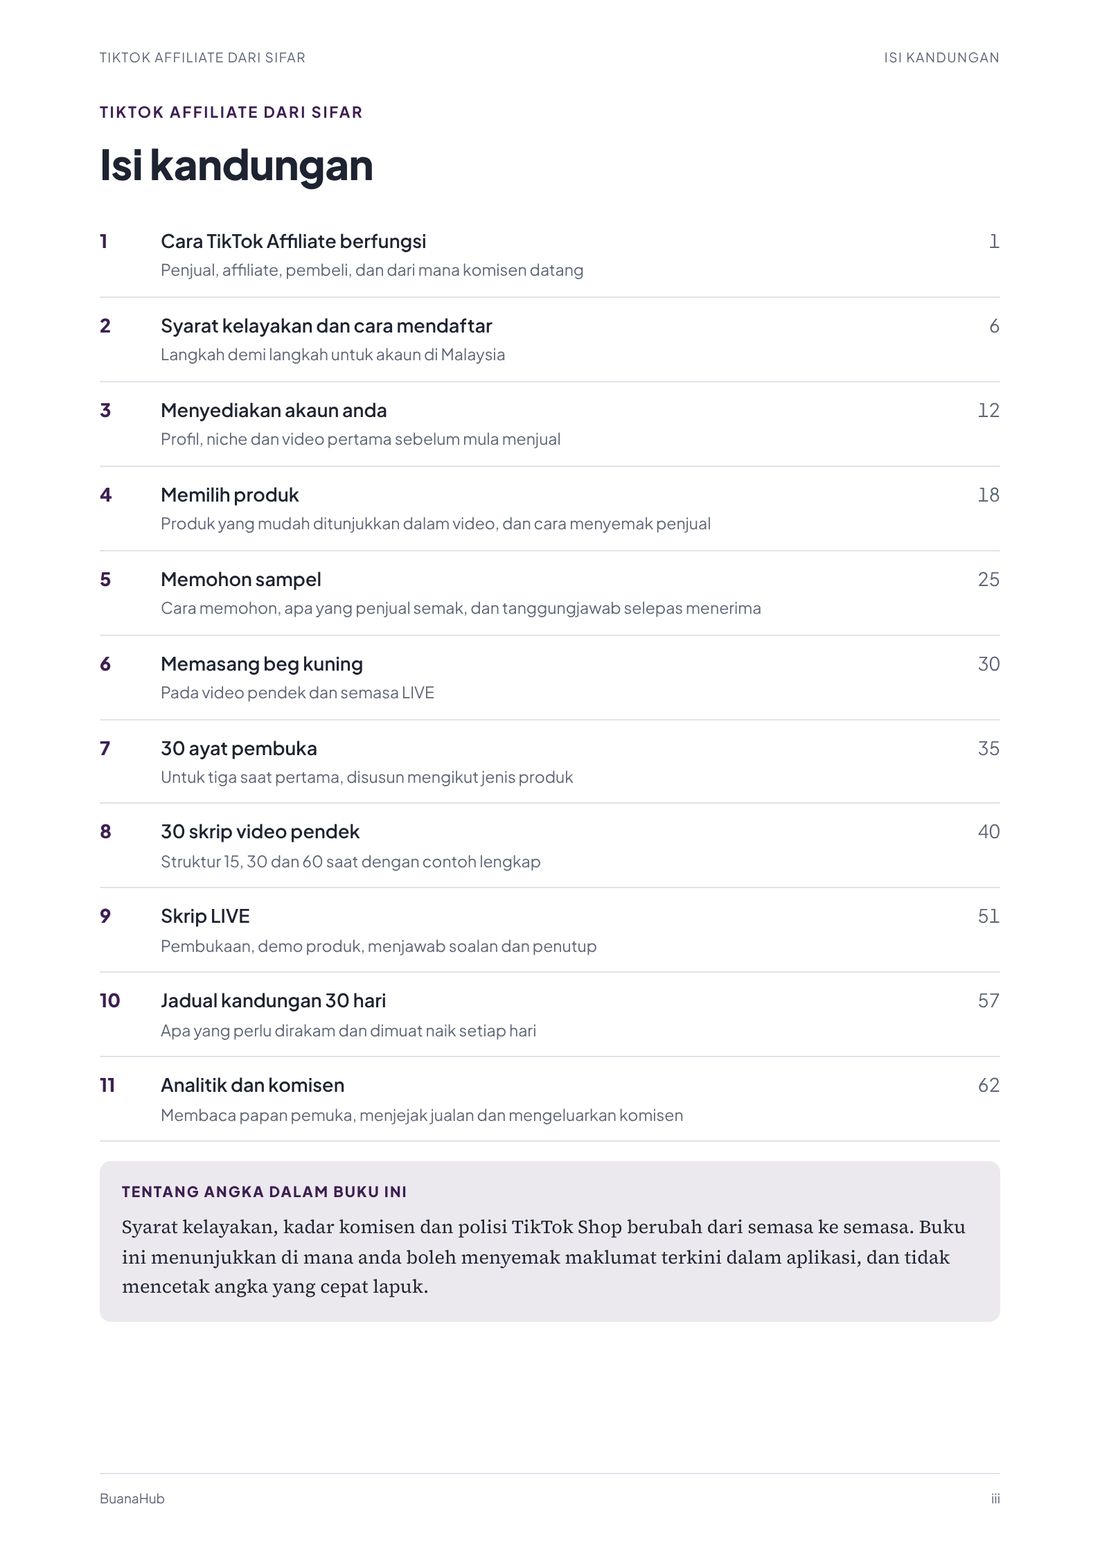 TIKTOK AFFILIATE DARI SIFAR
ISI KANDUNGAN
TIKTOK AFFILIATE DARI SIFAR
Isi kandungan
1 Cara TikTok Affiliate berfungsi 1
Penjual, affiliate, pembeli, dan dari mana komisen datang
2 Syarat kelayakan dan cara mendaftar 6
Langkah demi langkah untuk akaun di Malaysia
3 Menyediakan akaun anda 12
Profil, niche dan video pertama sebelum mula menjual
4 Memilih produk 18
Produk yang mudah ditunjukkan dalam video, dan cara menyemak penjual
5 Memohon sampel 25
Cara memohon, apa yang penjual semak, dan tanggungjawab selepas menerima
6 Memasang beg kuning 30
Pada video pendek dan semasa LIVE
7 30 ayat pembuka 35
Untuk tiga saat pertama, disusun mengikut jenis produk
8 30 skrip video pendek 40
Struktur 15, 30 dan 60 saat dengan contoh lengkap
9 Skrip LIVE 51
Pembukaan, demo produk, menjawab soalan dan penutup
10 Jadual kandungan 30 hari 57
Apa yang perlu dirakam dan dimuat naik setiap hari
11 Analitik dan komisen 62
Membaca papan pemuka, menjejak jualan dan mengeluarkan komisen
TENTANG ANGKA DALAM BUKU INI
Syarat kelayakan, kadar komisen dan polisi TikTok Shop berubah dari semasa ke semasa. Buku
ini menunjukkan di mana anda boleh menyemak maklumat terkini dalam aplikasi, dan tidak
mencetak angka yang cepat lapuk.
BuanaHub
iii